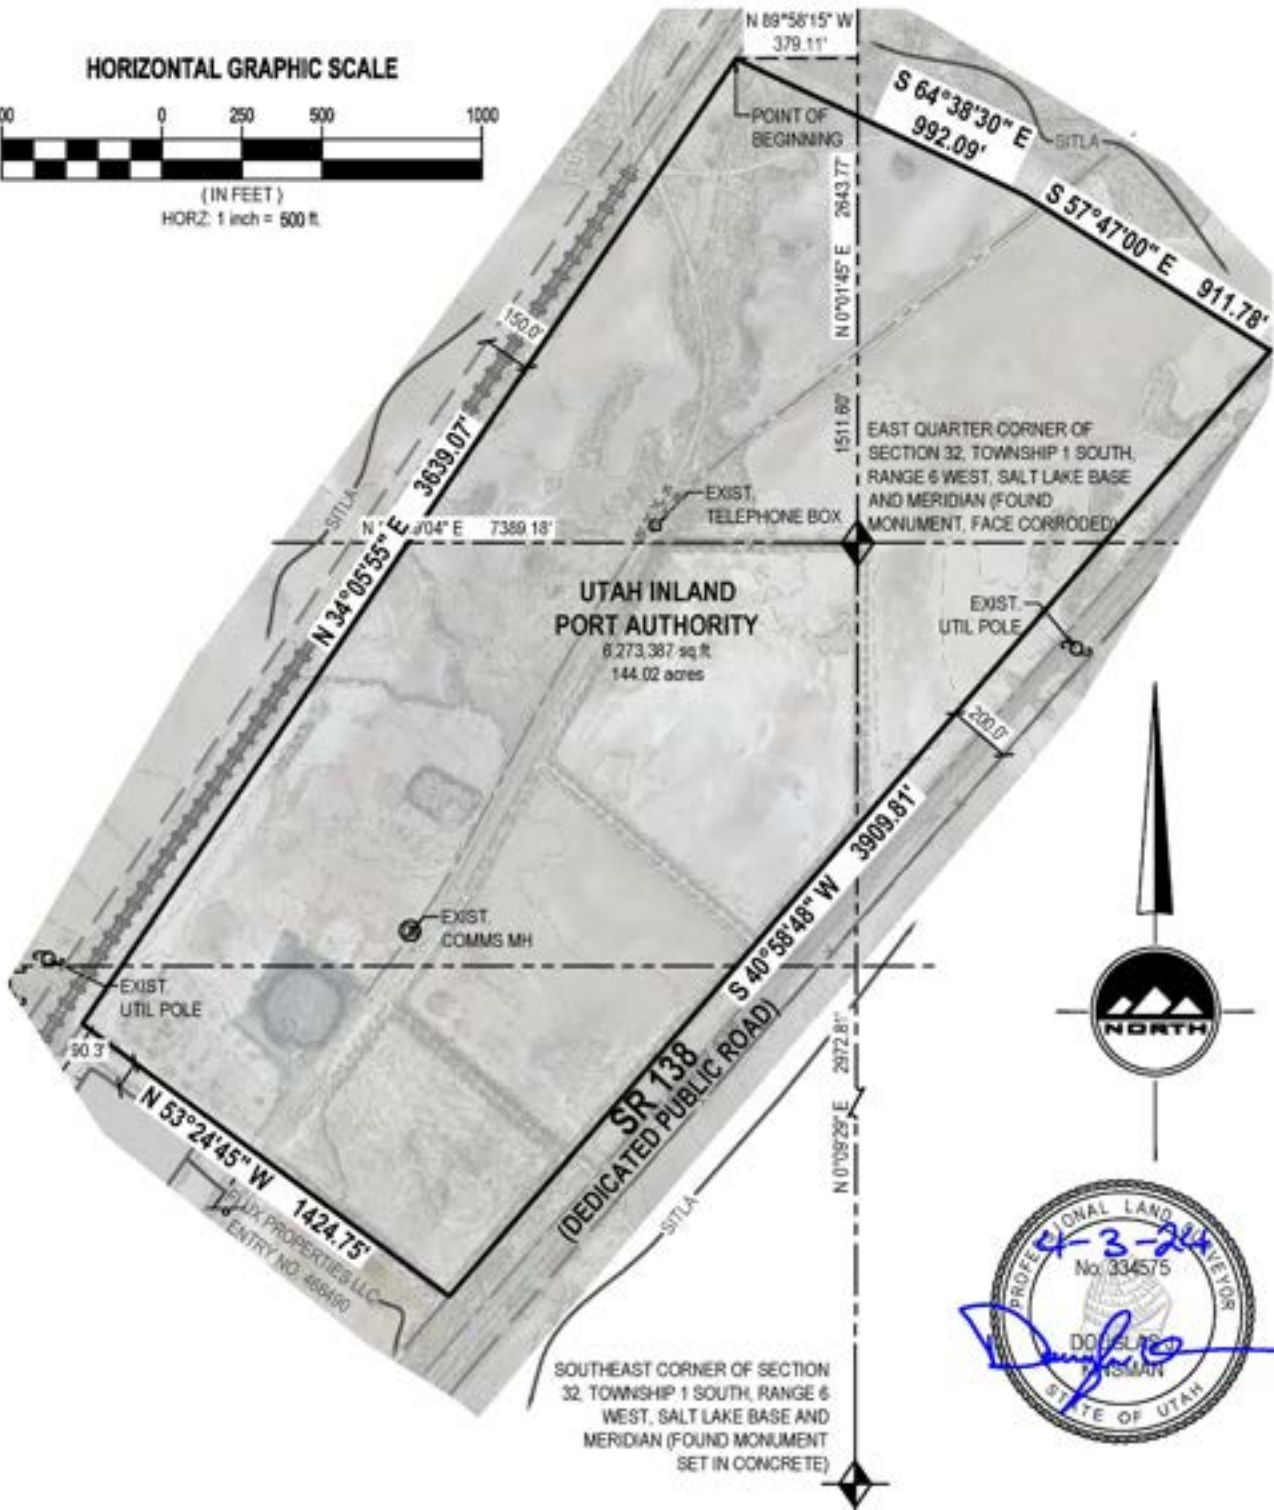 N 89°58'15" W
379.11'
HORIZONTAL GRAPHIC SCALE
0 250 500 1000
(IN FEET)
HORZ: 1 inch = 500 ft.
POINT OF
BEGINNING
S 64°38'30" E
992.09'
SITLA
S 57°47'00" E 911.78'
N 0°01'45" E 2643.77'
1511.60'
150.0'
N 34°05'55" E 3639.07'
SITLA
EAST QUARTER CORNER OF
SECTION 32, TOWNSHIP 1 SOUTH,
RANGE 6 WEST, SALT LAKE BASE
AND MERIDIAN (FOUND
MONUMENT, FACE CORRODED)
EXIST.
TELEPHONE BOX
04" E 7389.18'
UTAH INLAND
PORT AUTHORITY
6,273,387 sq.ft
144.02 acres
EXIST.
UTIL POLE
200.0'
S 40°58'48" W 3909.81'
EXIST.
COMMS MH
EXIST.
UTIL POLE
90.3'
N 53°24'45" W 1424.75'
SR 138
(DEDICATED PUBLIC ROAD)
N 0°09'29" E 2972.81'
SITLA
PROPERTIES LLC
ENTRY NO. 466490
NORTH
SOUTHEAST CORNER OF SECTION
32, TOWNSHIP 1 SOUTH, RANGE 6
WEST, SALT LAKE BASE AND
MERIDIAN (FOUND MONUMENT
SET IN CONCRETE)
PROFESSIONAL LAND SURVEYOR
4-3-24
No. 334575
DOUGLAS J
STATE OF UTAH